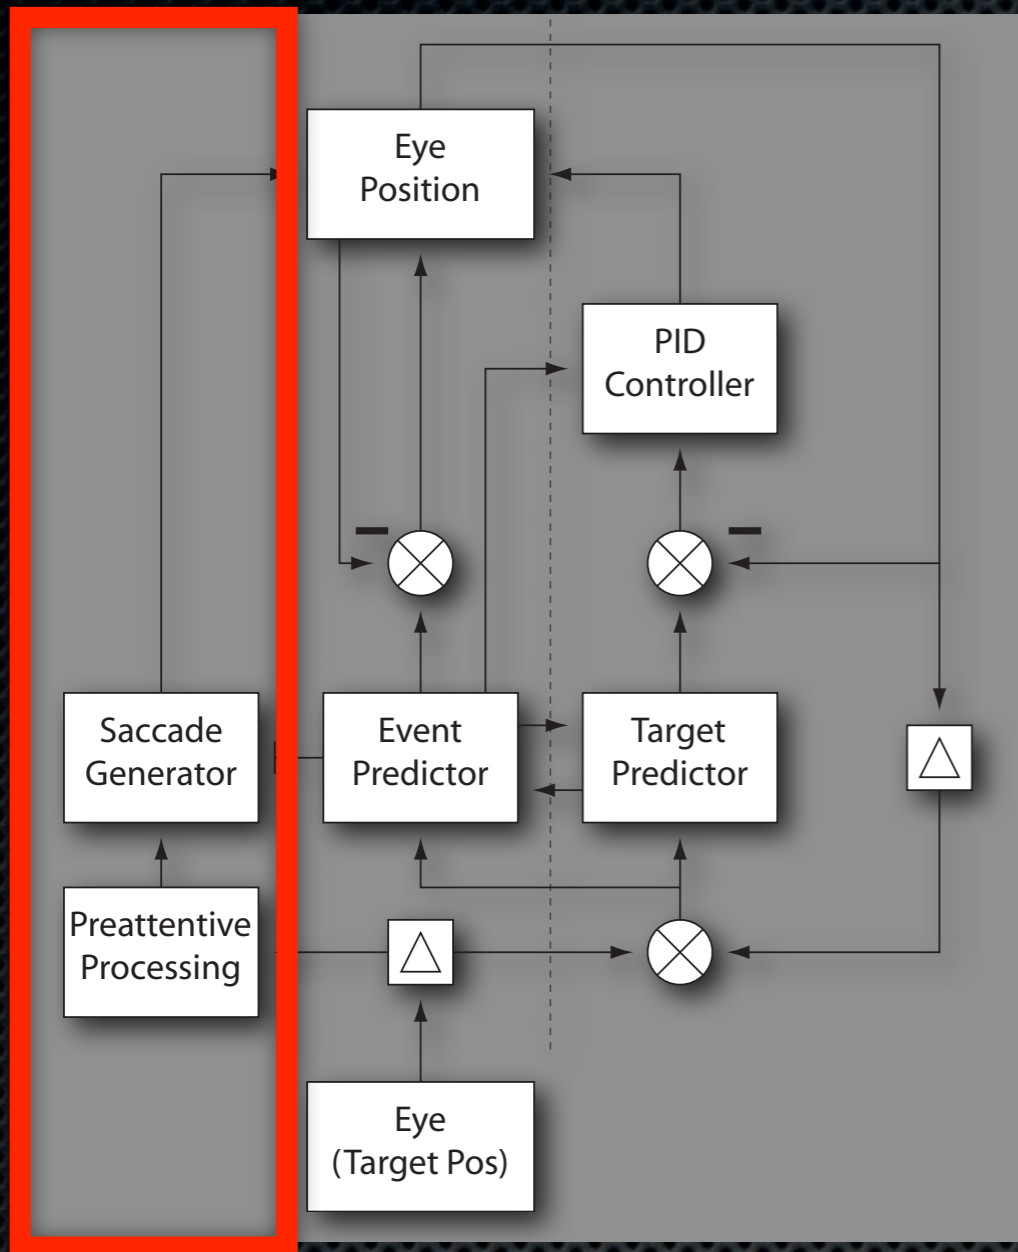 Eye
Position
PID
Controller
Saccade
Generator
Event
Predictor
Target
Predictor
Preattentive
Processing
Eye
(Target Pos)